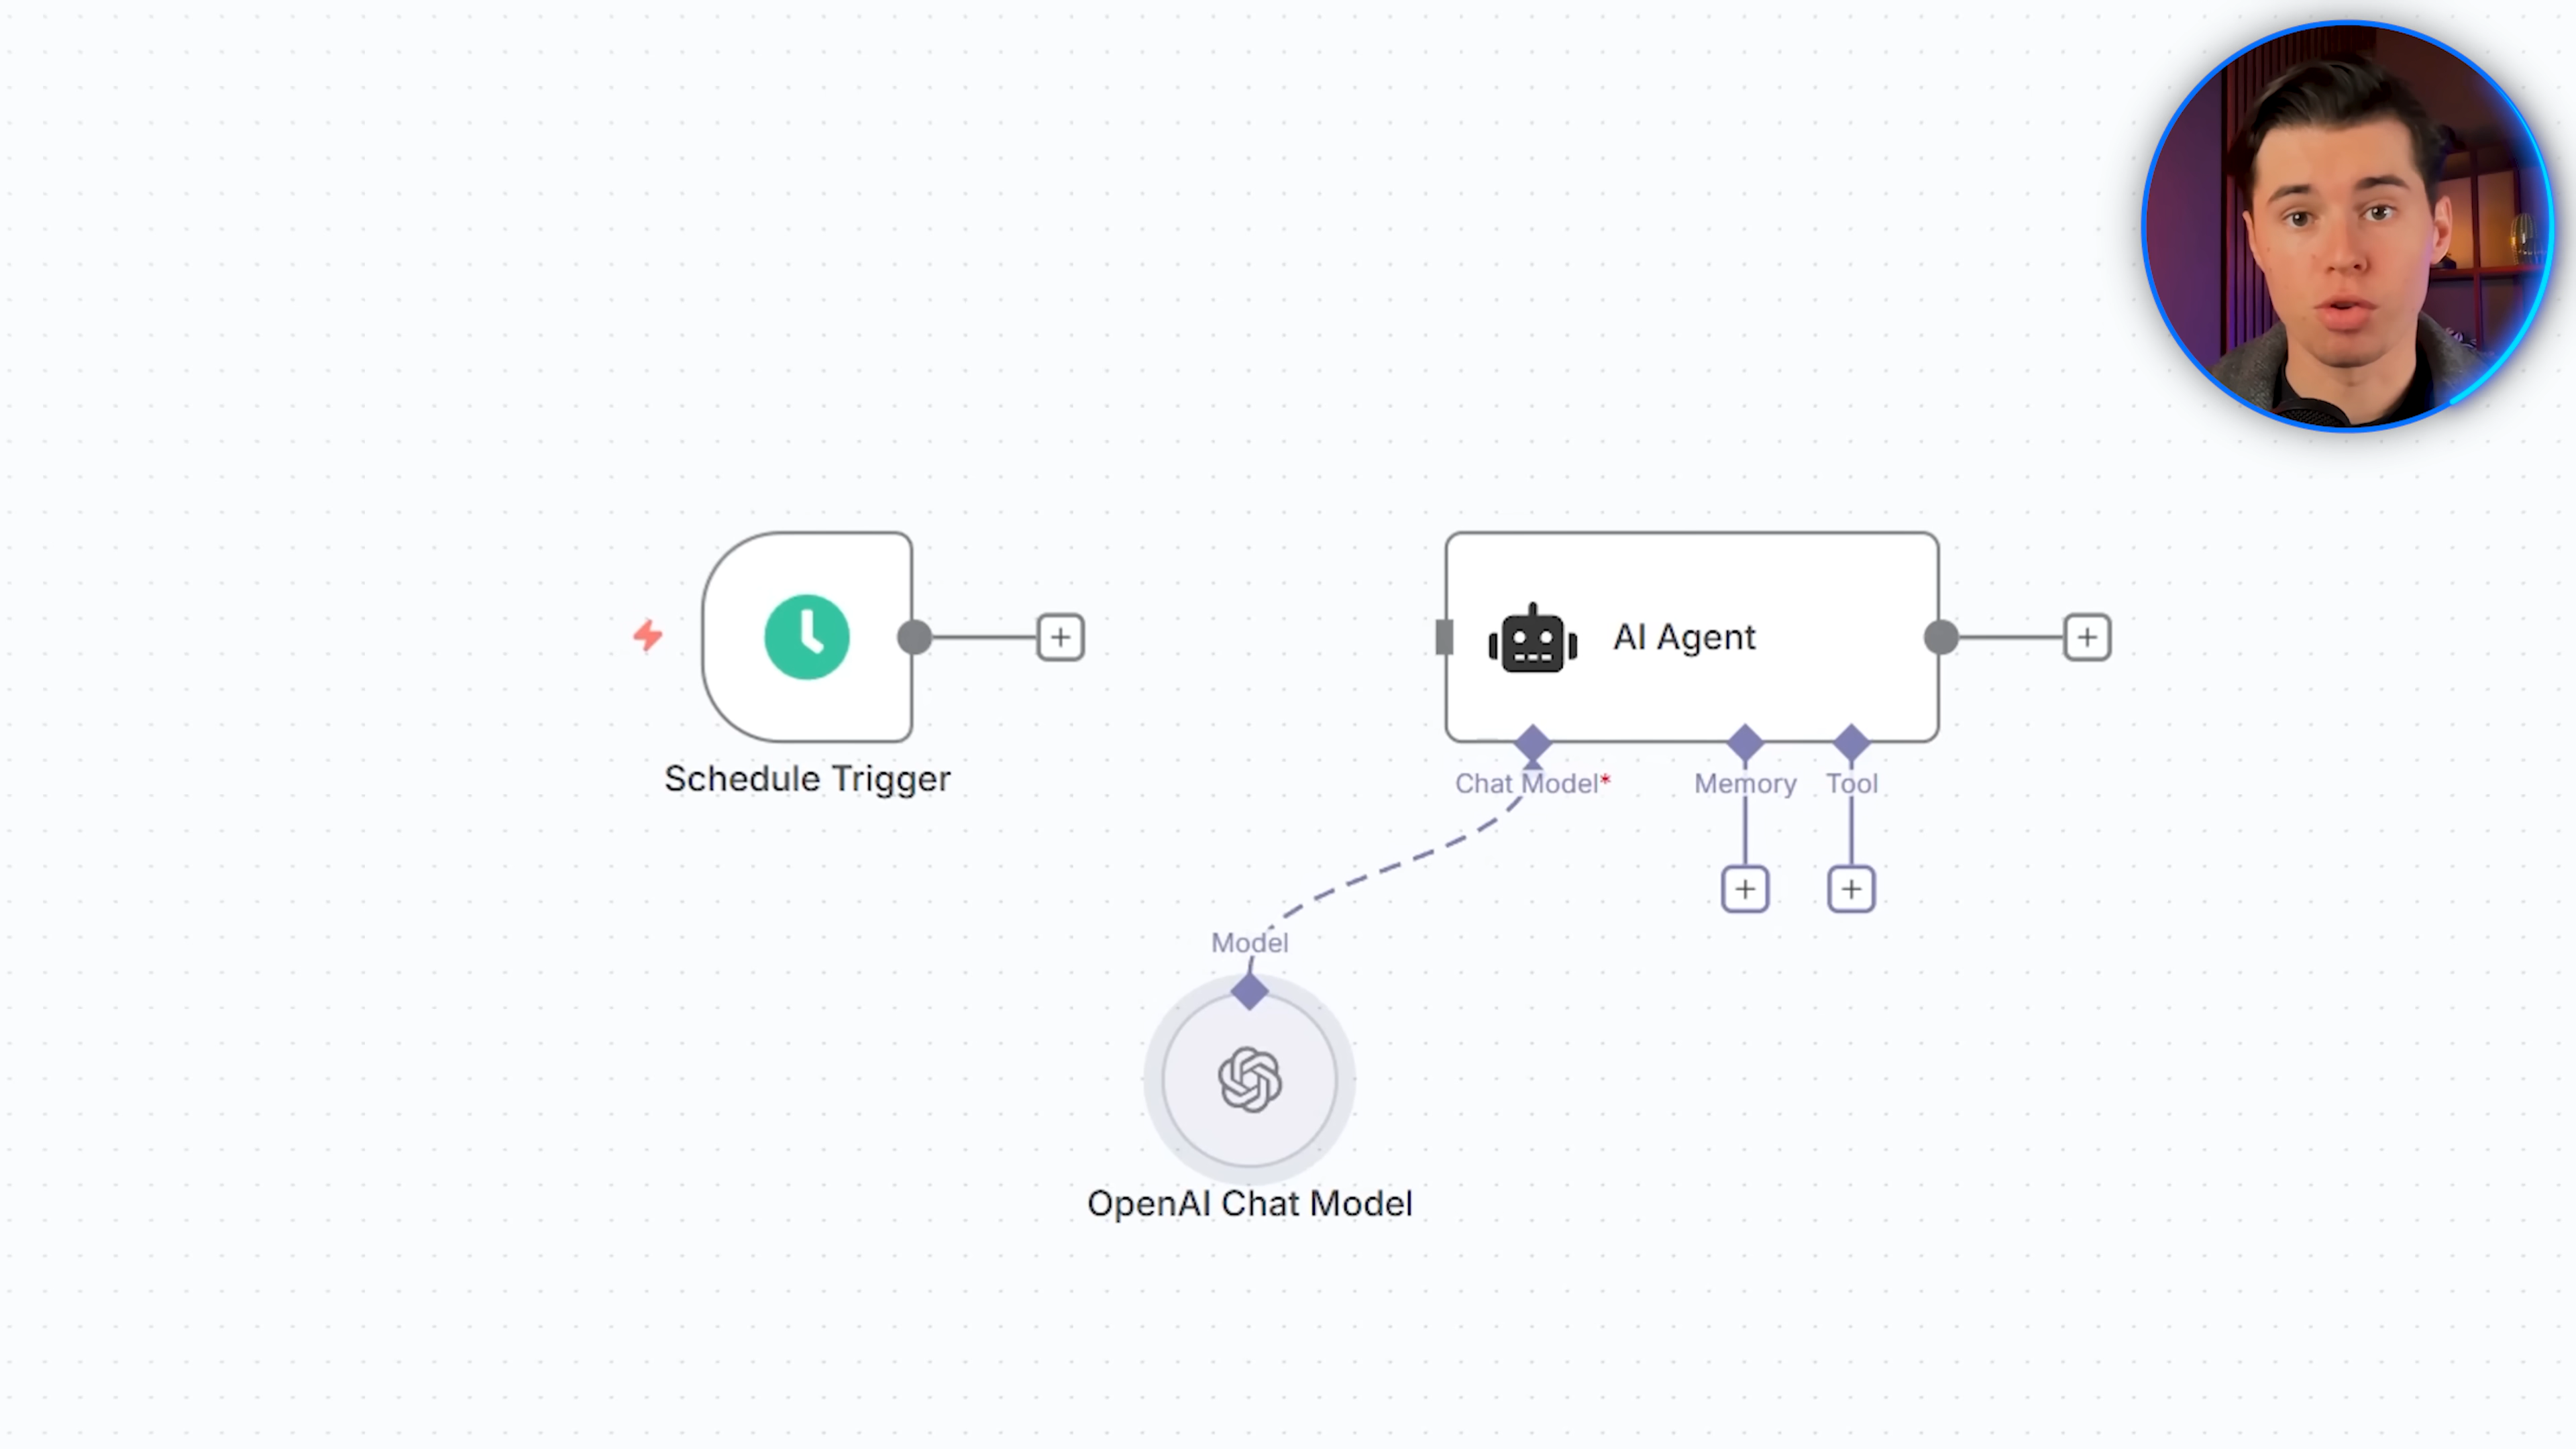 AI Agent
Schedule Trigger
Chat Model*
Memory
Tool
Model
OpenAI Chat Model